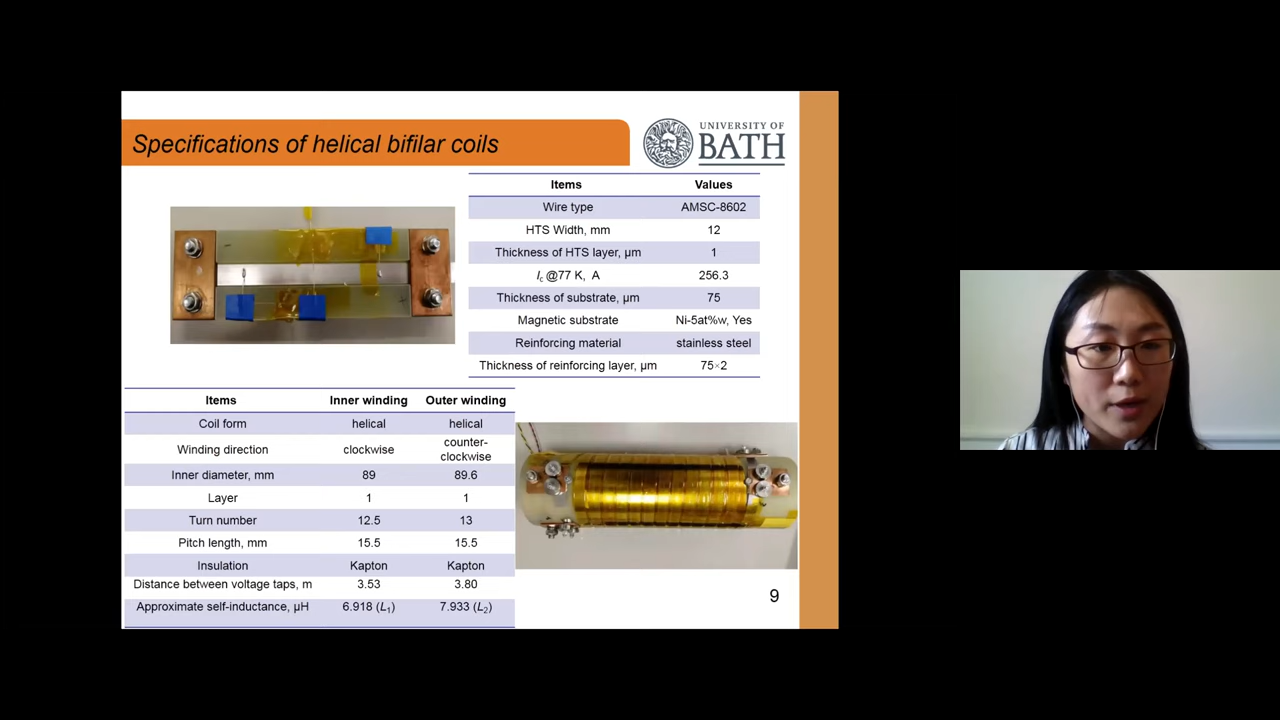 Specifications of helical bifilar coils
UNIVERSITY OF
BATH
Items Values
Wire type AMSC-8602
HTS Width, mm 12
Thickness of HTS layer, µm 1
Ic @77 K, A 256.3
Thickness of substrate, µm 75
Magnetic substrate Ni-5at%w, Yes
Reinforcing material stainless steel
Thickness of reinforcing layer, µm 75×2
Items Inner winding Outer winding
Coil form helical helical
Winding direction clockwise counter-
clockwise
Inner diameter, mm 89 89.6
Layer 1 1
Turn number 12.5 13
Pitch length, mm 15.5 15.5
Insulation Kapton Kapton
Distance between voltage taps, m 3.53 3.80
Approximate self-inductance, µH 6.918 (L1) 7.933 (L2)
9